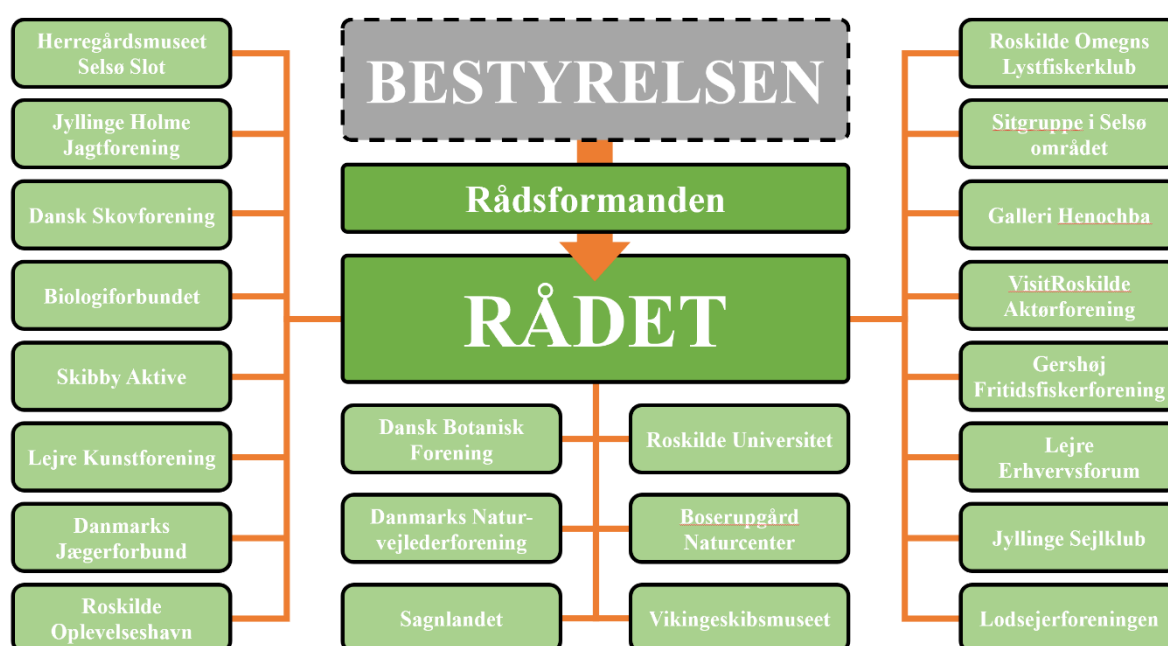 BESTYRELSEN
Rådsformanden
RÅDET
Herregårdsmuseet
Selsø Slot
Jyllinge Holme
Jagtforening
Dansk Skovforening
Biologiforbundet
Skibby Aktive
Lejre Kunstforening
Danmarks
Jægerforbund
Roskilde
Oplevelseshavn
Dansk Botanisk
Forening
Danmarks Natur-
vejlederforening
Sagnlandet
Roskilde Universitet
Boserupgård
Naturcenter
Vikingeskibsmuseet
Roskilde Omegns
Lystfiskerklub
Sitgruppe i Selsø
området
Galleri Henochba
VisitRoskilde
Aktørforening
Gershøj
Fritidsfiskerforening
Lejre
Erhvervsforum
Jyllinge Sejlklub
Lodsejerforeningen